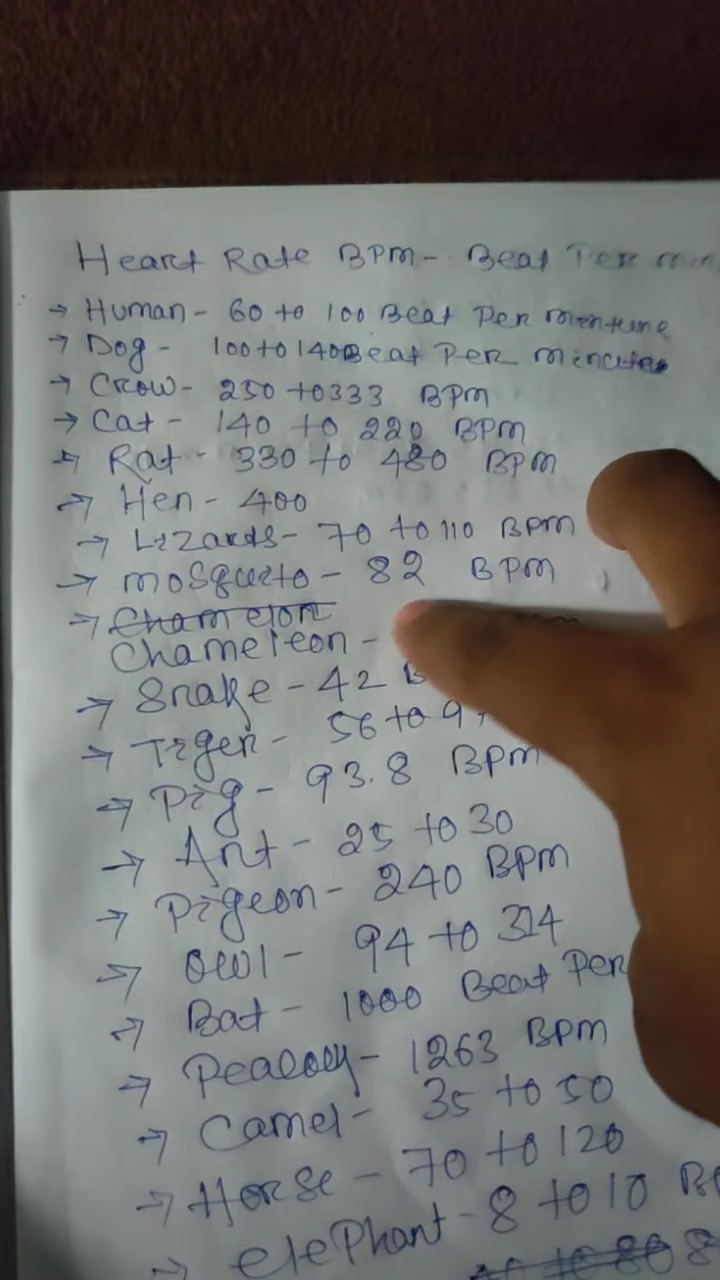 Heart Rate BPM- Beat Per
→ Human - 60 to 100 Beat Per
→ Dog - 100 to 140 Beat Per
→ Crow - 250 to 333 BPM
→ Cat - 140 to 220 BPM
→ Rat - 330 to 480 BPM
→ Hen - 400
→ Lizards - 70 to 110 BPM
→ Mosquito - 82 BPM
→ Chameleon -
→ Snake - 42 B
→ Tiger - 56 to 9
→ Pig - 93.8 BPM
→ Ant - 25 to 30
→ Pigeon - 240 BPM
→ Owl - 94 to 314
→ Bat - 1000 Beat Per
→ Peacock - 1263 BPM
→ Camel - 35 to 50
→ Horse - 70 to 120
→ elephant - 8 to 10 BP